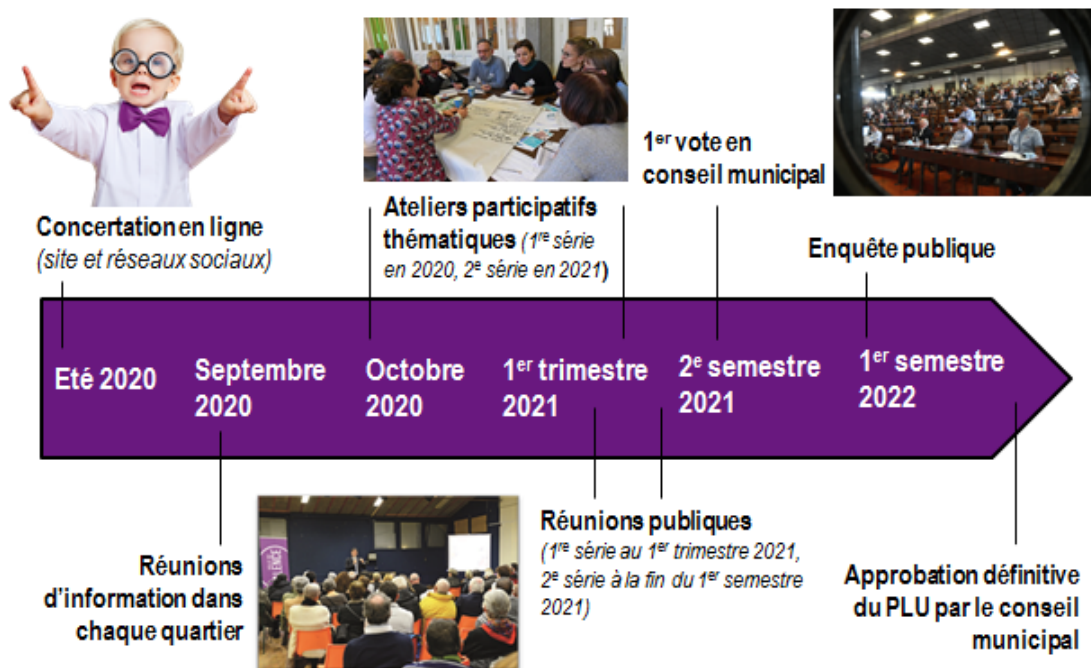 Concertation en ligne
(site et réseaux sociaux)
Ateliers participatifs
thématiques (1re série
en 2020, 2e série en 2021)
1er vote en
conseil municipal
Enquête publique
Eté 2020
Septembre
2020
Octobre
2020
1er trimestre
2021
2e semestre
2021
1er semestre
2022
Réunions
d'information dans
chaque quartier
Réunions publiques
(1re série au 1er trimestre 2021,
2e série à la fin du 1er semestre
2021)
Approbation définitive
du PLU par le conseil
municipal